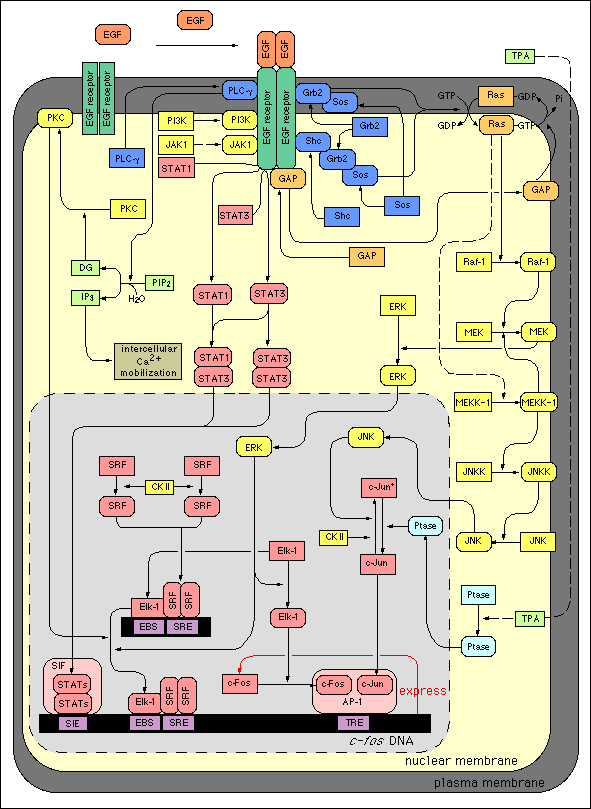 EGF
EGF
EGF
EGF
TPA
EGF receptor
EGF receptor
EGF receptor
EGF receptor
PLC-γ
Grb2
Sos
GTP
Ras
GDP
Pi
PKC
PI3K
PI3K
Grb2
GDP
Ras
GTP
JAK1
JAK1
Shc
PLC-γ
Grb2
STAT1
Sos
GAP
GAP
PKC
STAT3
Shc
Sos
GAP
DG
Raf-1
Raf-1
PIP2
IP3
H2O
STAT1
STAT3
ERK
MEK
MEK
intercellular
Ca2+
mobilization
STAT1
STAT3
STAT3
STAT3
ERK
MEKK-1
MEKK-1
ERK
JNK
SRF
SRF
JNKK
JNKK
CK II
c-Jun*
SRF
SRF
Ptase
CK II
JNK
JNK
Elk-1
c-Jun
Ptase
Elk-1
SRF
SRF
Elk-1
TPA
EBS
SRE
Ptase
SIF
STATs
STATs
c-Fos
c-Fos
c-Jun
express
AP-1
Elk-1
SRF
SRF
SIE
EBS
SRE
TRE
c-fos DNA
nuclear membrane
plasma membrane